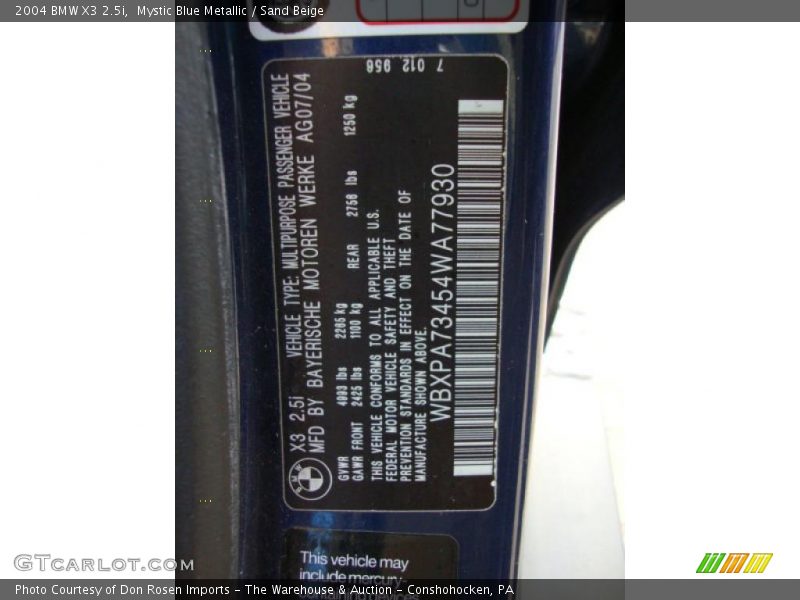 2004 BMW X3 2.5i,  Mystic Blue Metallic / Sand Beige
7 012 958
X3 2.5i VEHICLE TYPE: MULTIPURPOSE PASSENGER VEHICLE
MFD BY BAYERISCHE MOTOREN WERKE AG 07/04
GVWR 4993 lbs 2265 kg
GAWR FRONT 2425 lbs 1100 kg REAR 2756 lbs 1250 kg
THIS VEHICLE CONFORMS TO ALL APPLICABLE U.S.
FEDERAL MOTOR VEHICLE SAFETY AND THEFT
PREVENTION STANDARDS IN EFFECT ON THE DATE OF
MANUFACTURE SHOWN ABOVE.
WBXPA73454WA77930
This vehicle may
include mercury-
GTCarLot.com
Photo Courtesy of Don Rosen Imports - The Warehouse & Auction - Conshohocken, PA